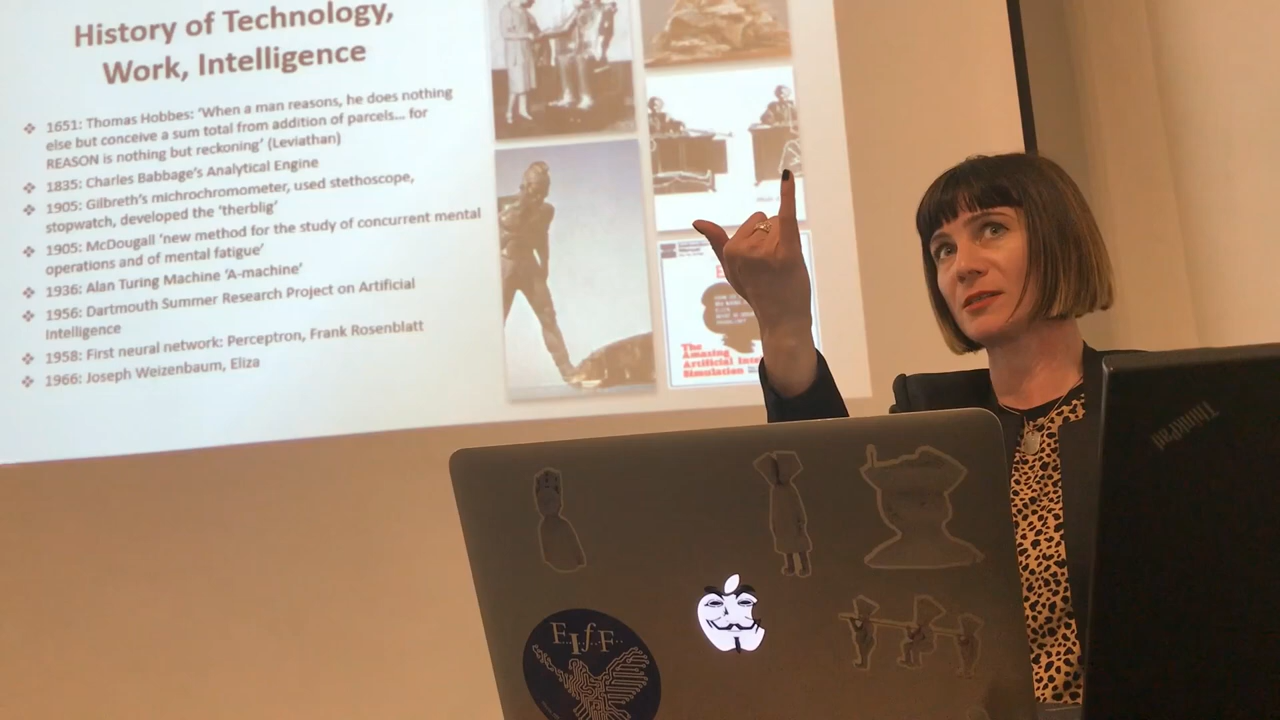 History of Technology,
Work, Intelligence
❖ 1651: Thomas Hobbes: ‘When a man reasons, he does nothing
else but conceive a sum total from addition of parcels... for
REASON is nothing but reckoning’ (Leviathan)
❖ 1835: Charles Babbage's Analytical Engine
❖ 1905: Gilbreth's michrochrometer, used stethoscope,
stopwatch, developed the ‘therblig’
❖ 1905: McDougall ‘new method for the study of concurrent mental
operations and of mental fatigue’
❖ 1936: Alan Turing Machine ‘A-machine’
❖ 1956: Dartmouth Summer Research Project on Artificial
Intelligence
❖ 1958: First neural network: Perceptron, Frank Rosenblatt
❖ 1966: Joseph Weizenbaum, Eliza
The
Amazing
Artificial
Simulation
ThinkPad
F..I..f..F..